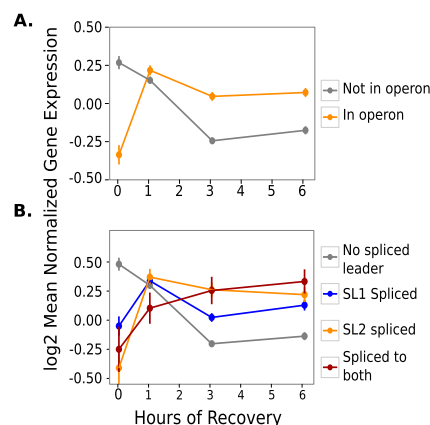 A.
0.50
0.25
0.00
-0.25
-0.50
0 1 2 3 4 5 6
Not in operon
In operon
log2 Mean Normalized Gene Expression
B.
0.50
0.25
0.00
-0.25
-0.50
0 1 2 3 4 5 6
Hours of Recovery
No spliced
leader
SL1 Spliced
SL2 spliced
Spliced to
both